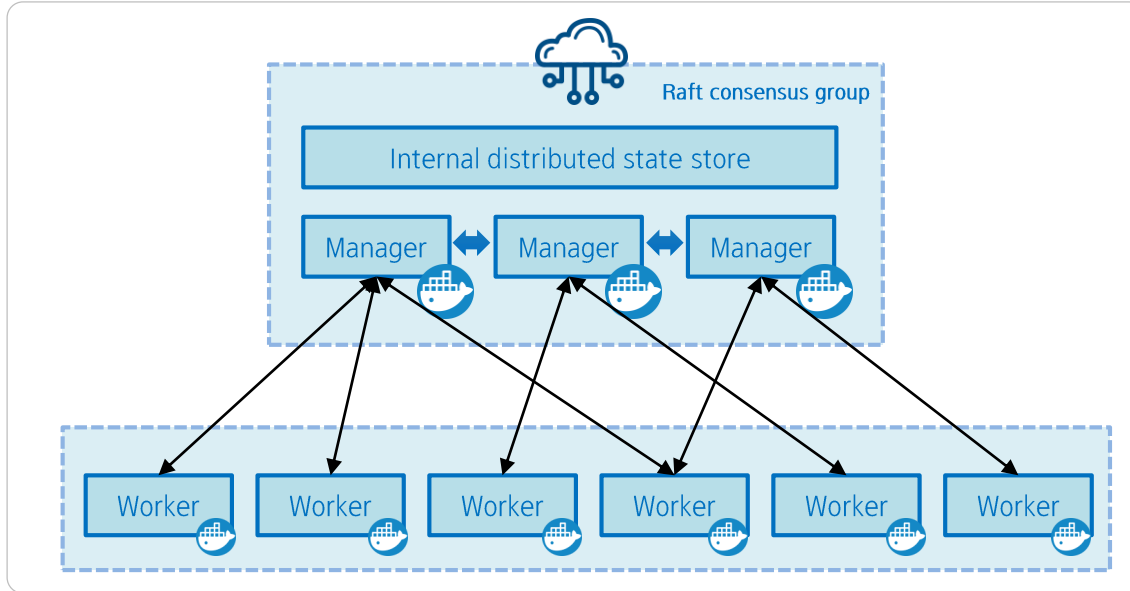 Raft consensus group
Internal distributed state store
Manager
Manager
Manager
Worker
Worker
Worker
Worker
Worker
Worker